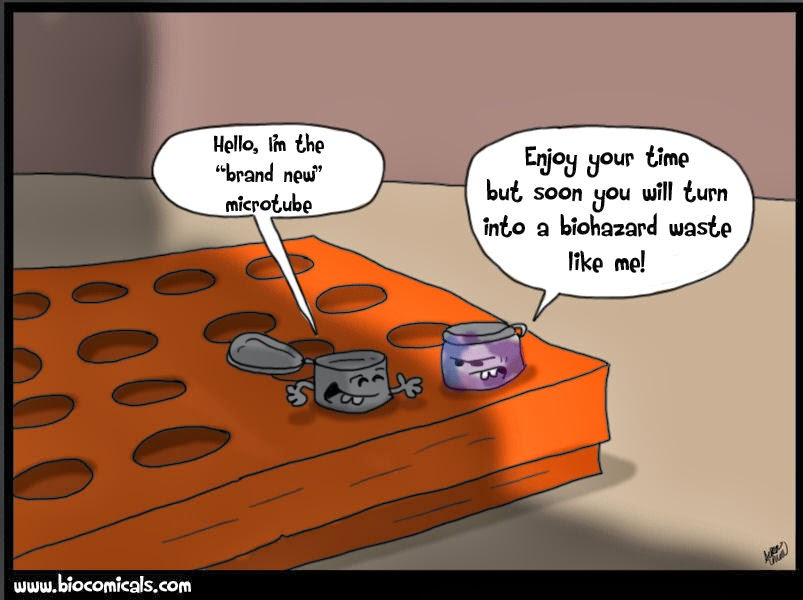 Hello, I'm the
"brand new"
microtube
Enjoy your time
but soon you will turn
into a biohazard waste
like me!
www.biocomicals.com